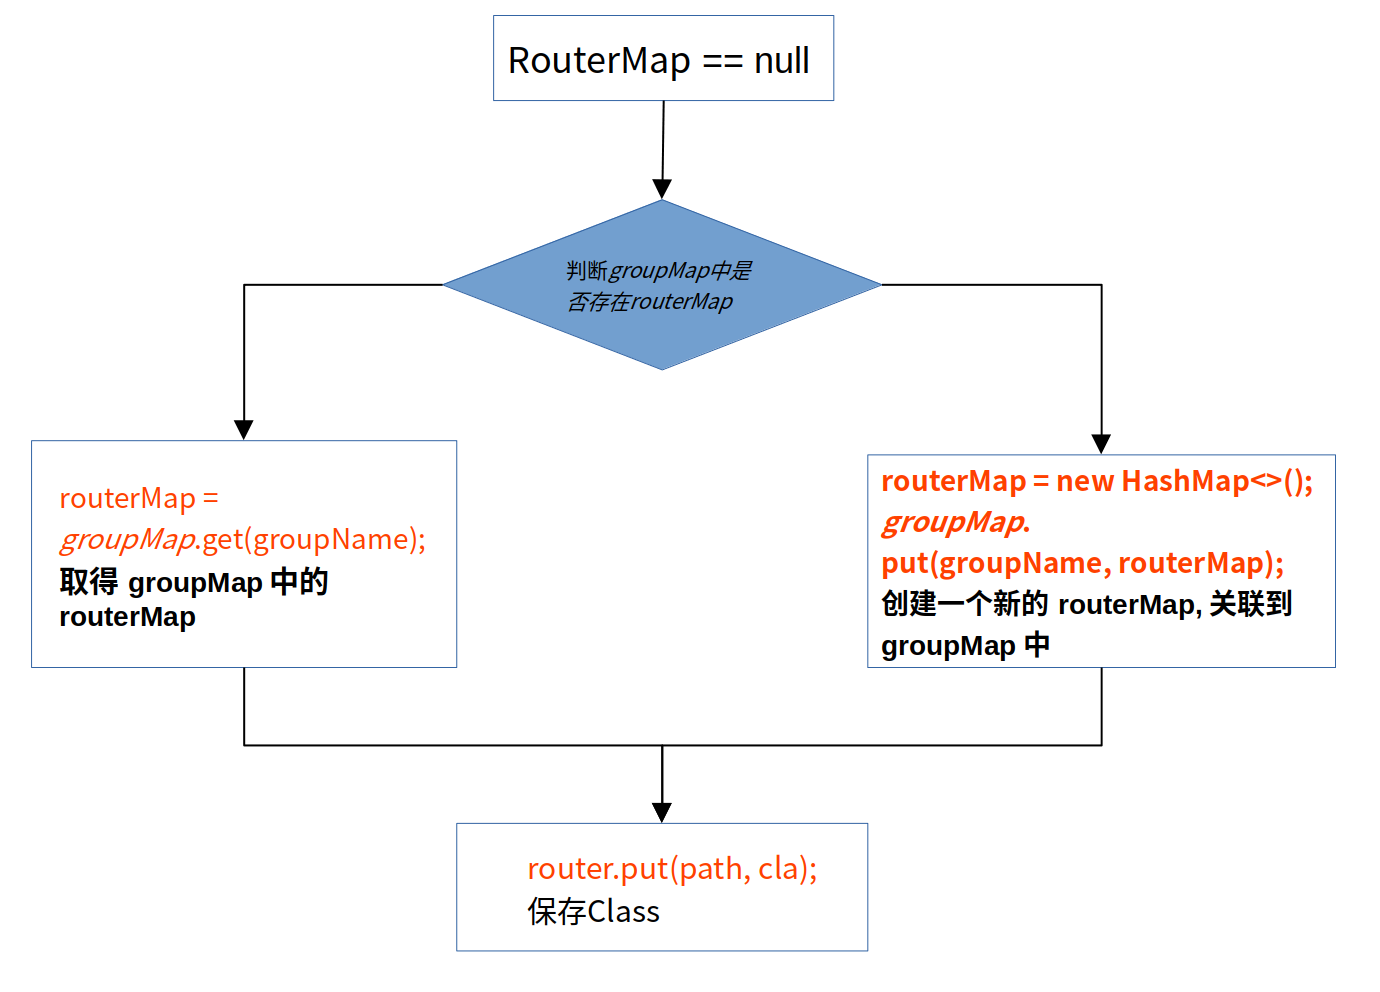 RouterMap == null
判断groupMap中是
否存在routerMap
routerMap =
groupMap.get(groupName);
取得 groupMap 中的
routerMap
routerMap = new HashMap<>();
groupMap.
put(groupName, routerMap);
创建一个新的 routerMap, 关联到
groupMap 中
router.put(path, cla);
保存Class